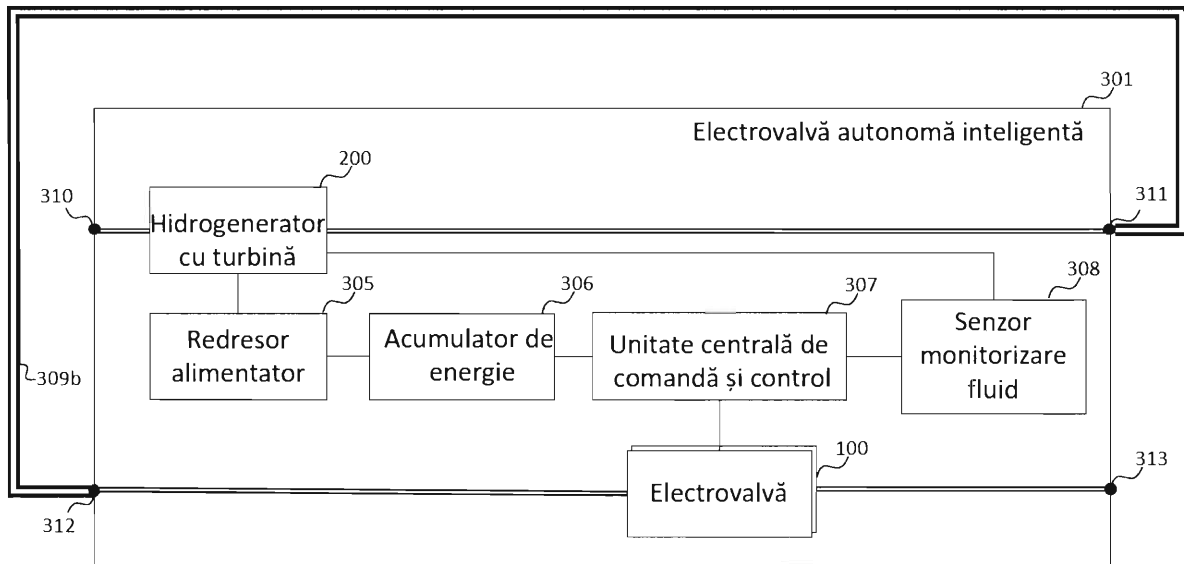 301
Electrovalvă autonomă inteligentă
200
310
311
Hidrogenerator
cu turbină
305
306
307
308
Redresor
alimentator
Acumulator de
energie
Unitate centrală de
comandă și control
Senzor
monitorizare
fluid
309b
100
Electrovalvă
312
313